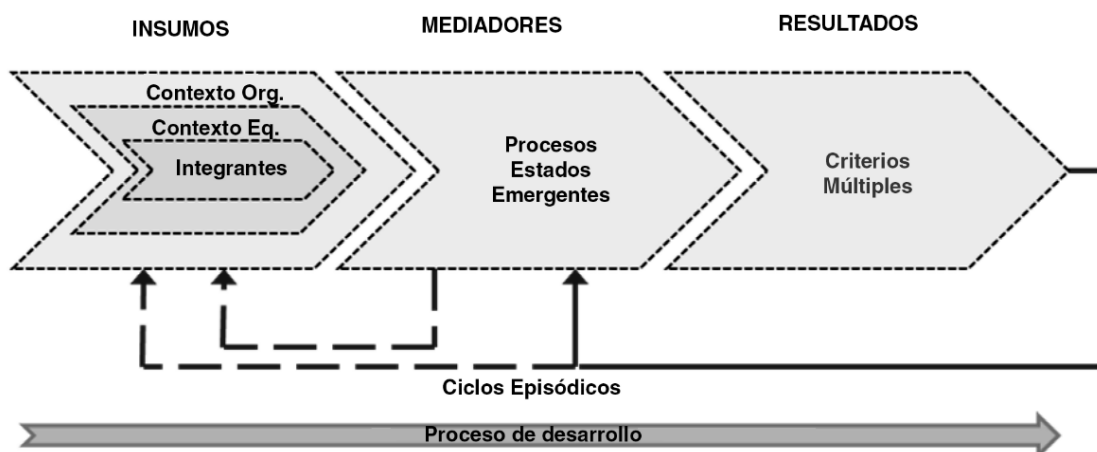 INSUMOS
MEDIADORES
RESULTADOS
Contexto Org.
Contexto Eq.
Integrantes
Procesos
Estados
Emergentes
Criterios
Múltiples
Ciclos Episódicos
Proceso de desarrollo